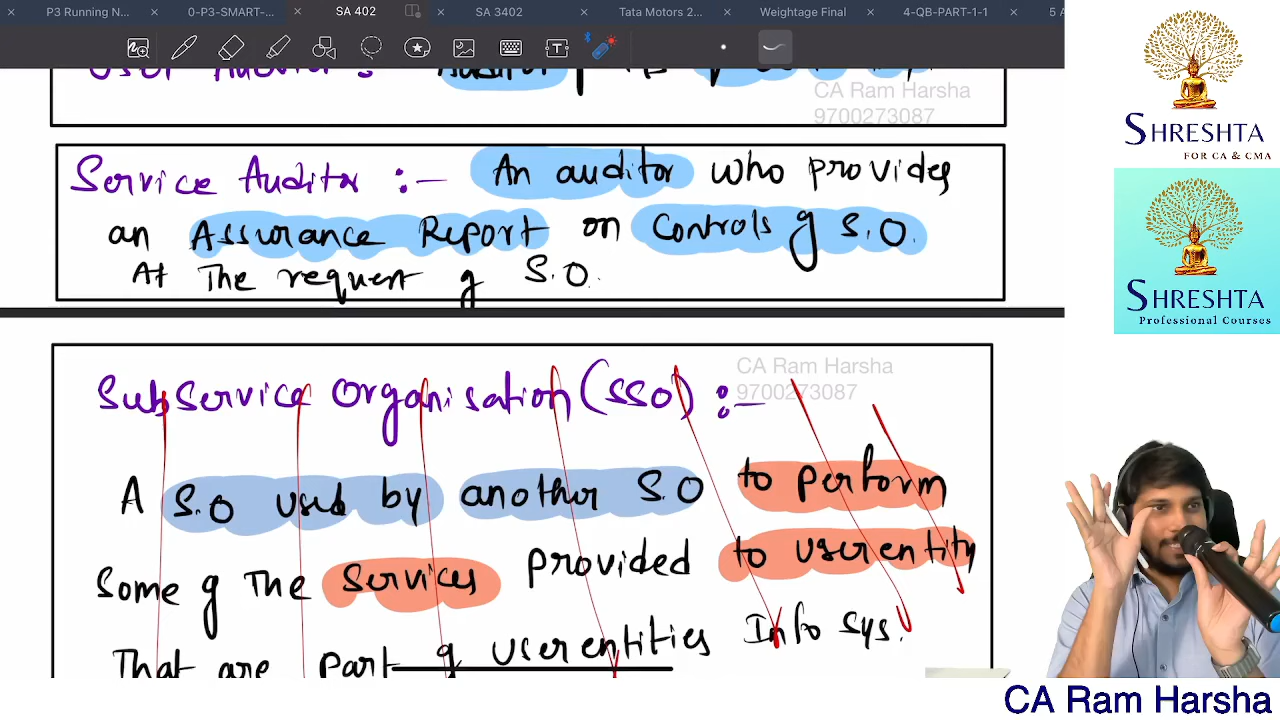 P3 Running N...
0-P3-SMART-...
SA 402
SA 3402
Tata Motors 2...
Weightage Final
4-QB-PART-1-1
5
CA Ram Harsha
9700273087
Service Auditor :- An auditor who provides
an Assurance Report on Controls of S.O.
At The request of S.O.
SubService Organisation (SSO) :-
CA Ram Harsha
9700273087
A S.O used by another S.O to perform
Some of The Services provided to user entity
That are part of user entities Info sys.
SHRESHTA
FOR CA & CMA
SHRESHTA
Professional Courses
CA Ram Harsha